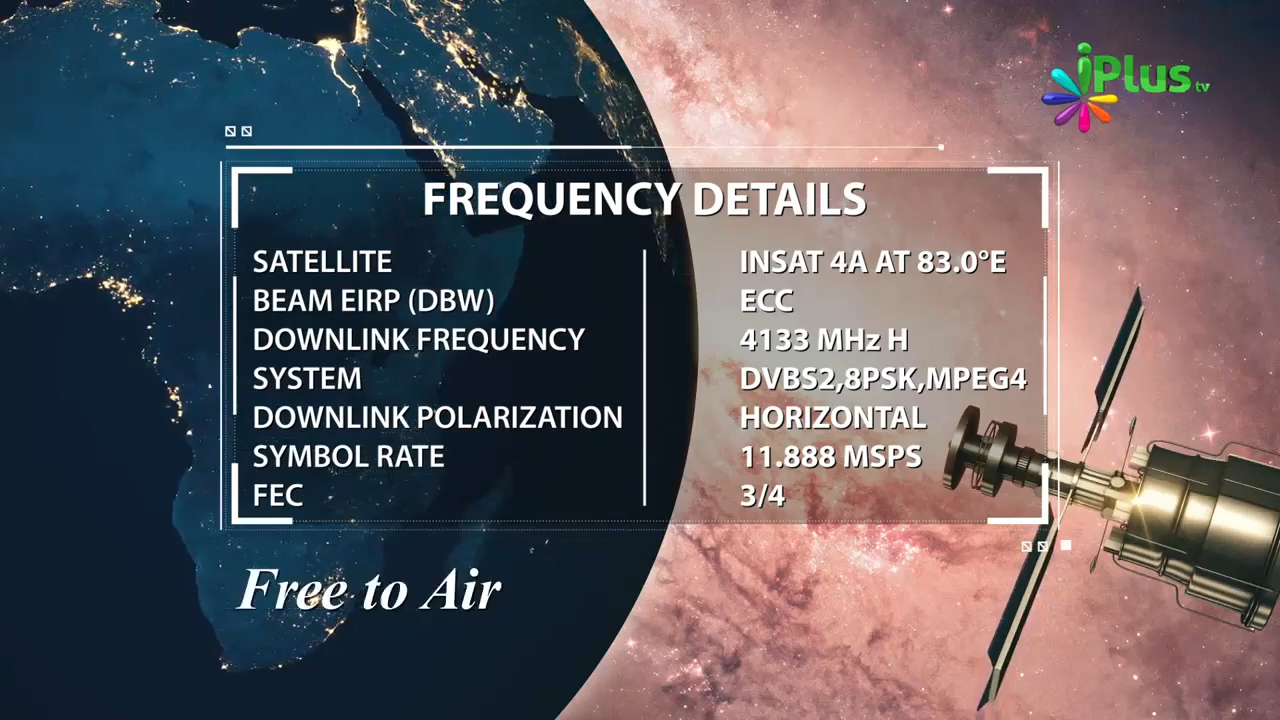 iPlus tv
FREQUENCY DETAILS
SATELLITE INSAT 4A AT 83.0°E
BEAM EIRP (DBW) ECC
DOWNLINK FREQUENCY 4133 MHz H
SYSTEM DVBS2,8PSK,MPEG4
DOWNLINK POLARIZATION HORIZONTAL
SYMBOL RATE 11.888 MSPS
FEC 3/4
Free to Air